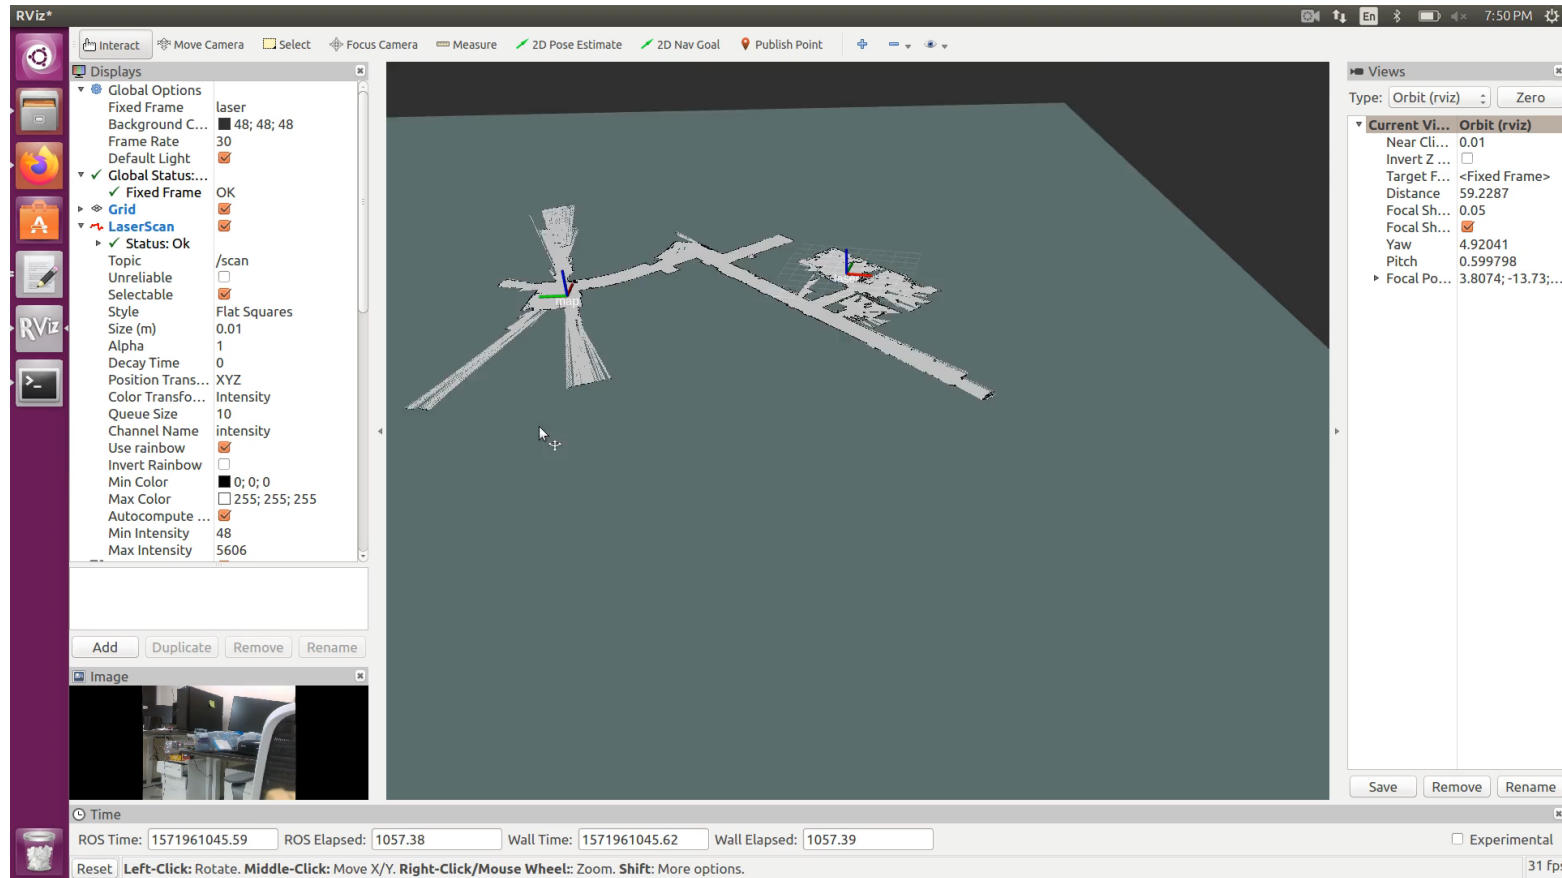 RViz*
En
7:50 PM
Interact Move Camera Select Focus Camera Measure 2D Pose Estimate 2D Nav Goal Publish Point
Displays
Global Options
Fixed Frame laser
Background C... 48; 48; 48
Frame Rate 30
Default Light
Global Status:...
Fixed Frame OK
Grid
LaserScan
Status: Ok
Topic /scan
Unreliable
Selectable
Style Flat Squares
Size (m) 0.01
Alpha 1
Decay Time 0
Position Trans... XYZ
Color Transfo... Intensity
Queue Size 10
Channel Name intensity
Use rainbow
Invert Rainbow
Min Color 0; 0; 0
Max Color 255; 255; 255
Autocompute ...
Min Intensity 48
Max Intensity 5606
Add Duplicate Remove Rename
Image
RViz
map
Views
Type: Orbit (rviz) Zero
Current Vi... Orbit (rviz)
Near Cli... 0.01
Invert Z ...
Target F... <Fixed Frame>
Distance 59.2287
Focal Sh... 0.05
Focal Sh...
Yaw 4.92041
Pitch 0.599798
Focal Po... 3.8074; -13.73;...
Save Remove Rename
Time
ROS Time: 1571961045.59 ROS Elapsed: 1057.38 Wall Time: 1571961045.62 Wall Elapsed: 1057.39 Experimental
Reset Left-Click: Rotate. Middle-Click: Move X/Y. Right-Click/Mouse Wheel:: Zoom. Shift: More options.
31 fps